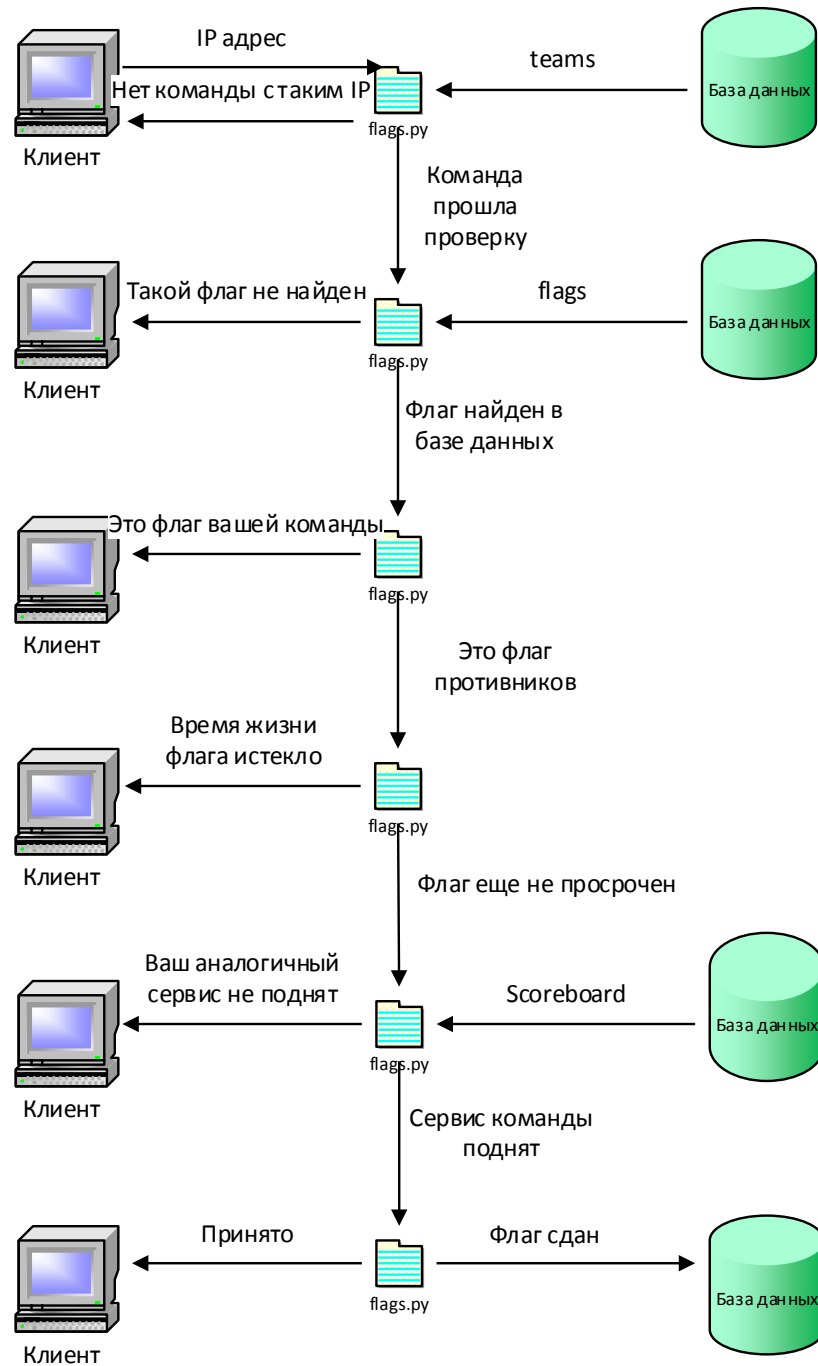 IP адрес
teams
Нет команды с таким IP
База данных
flags.py
Клиент
Команда
прошла
проверку
Такой флаг не найден
flags
База данных
flags.py
Клиент
Флаг найден в
базе данных
Это флаг вашей команды
flags.py
Клиент
Это флаг
противников
Время жизни
флага истекло
flags.py
Клиент
Флаг еще не просрочен
Ваш аналогичный
сервис не поднят
Scoreboard
База данных
flags.py
Клиент
Сервис команды
поднят
Принято
Флаг сдан
База данных
flags.py
Клиент